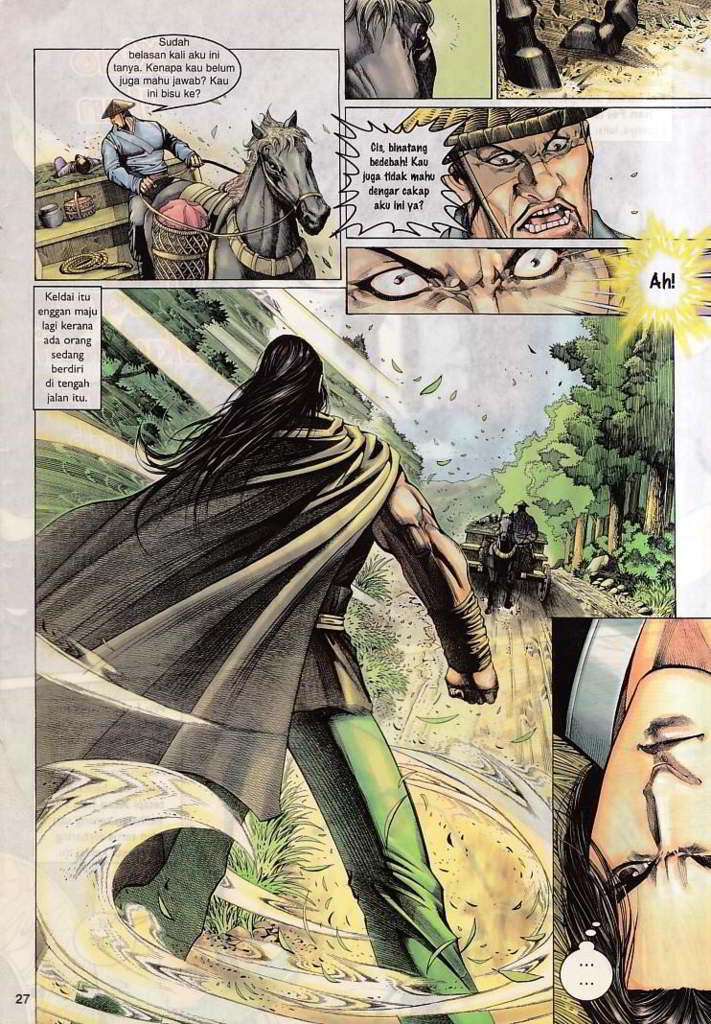 Sudah
belasan kali aku ini
tanya. Kenapa kau belum
juga mahu jawab? Kau
ini bisu ke?
Cis, binatang
bedebah! Kau
juga tidak mahu
dengar cakap
aku ini ya?
Ah!
Keldai itu
enggan maju
lagi kerana
ada orang
sedang
berdiri
di tengah
jalan itu.
...
...
27